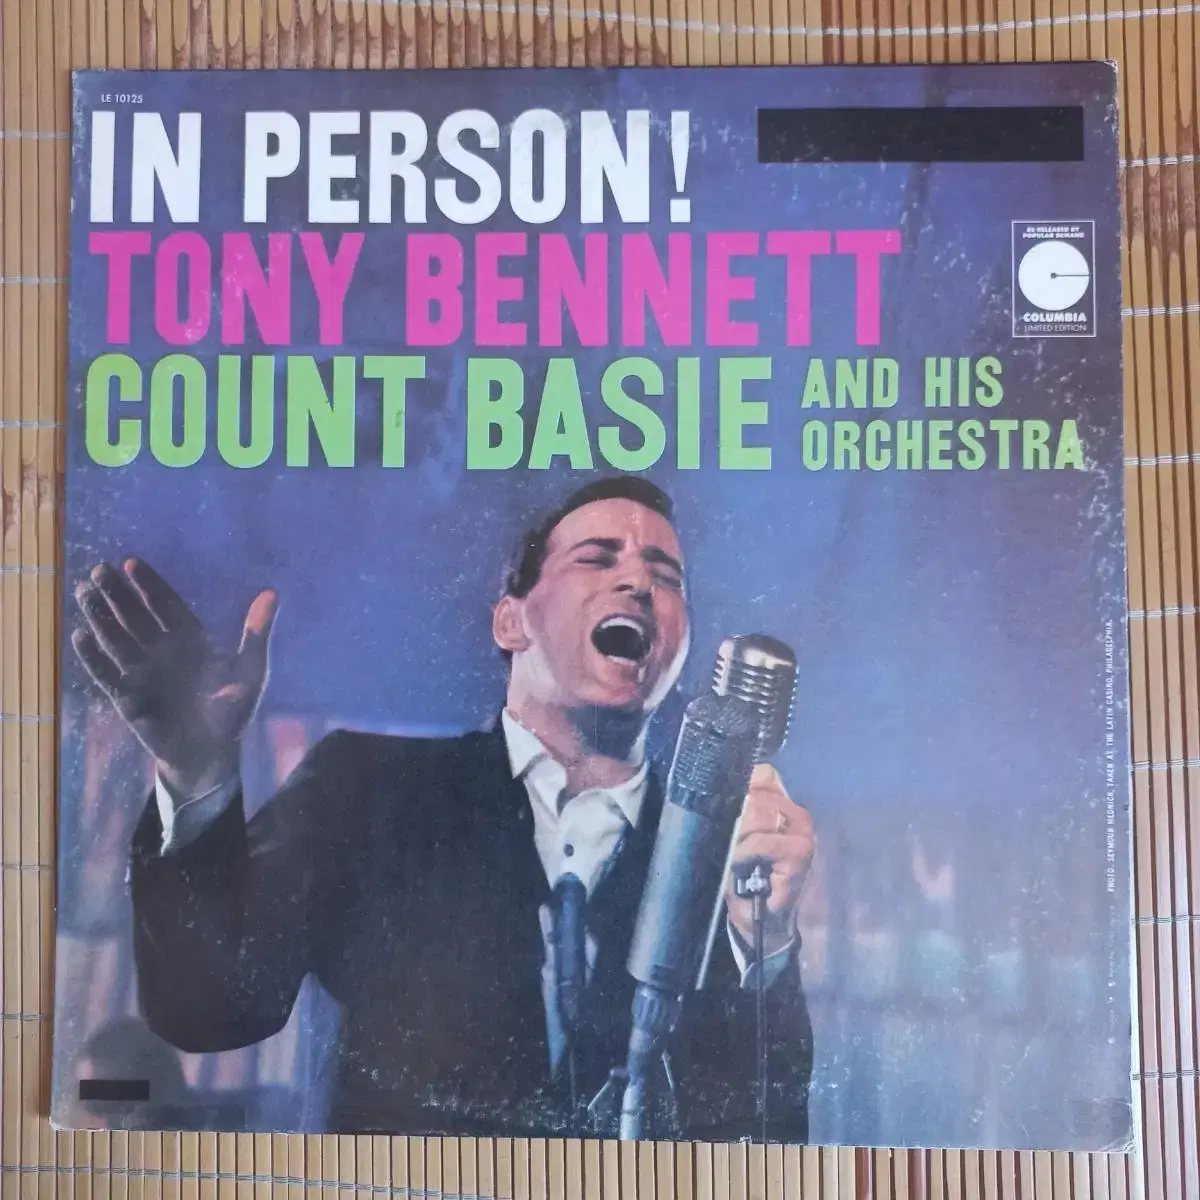 LE 10125
IN PERSON!
TONY BENNETT
COUNT BASIE AND HIS
ORCHESTRA
RE-RELEASED BY
POPULAR DEMAND
COLUMBIA
LIMITED EDITION
PHOTO: SEYMOUR MEDNICK, TAKEN AT THE LATIN CASINO, PHILADELPHIA.